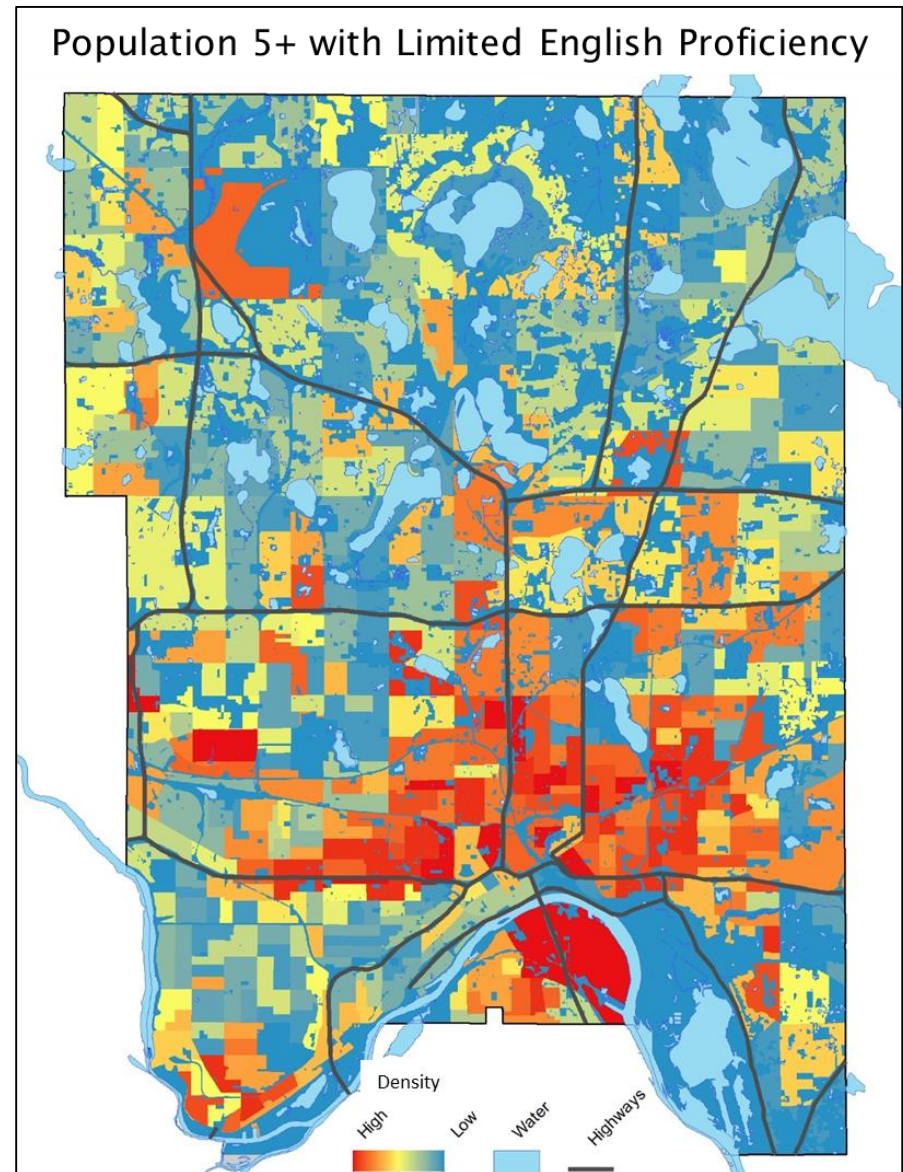 Population 5+ with Limited English Proficiency
Density
High
Low
Water
Highways